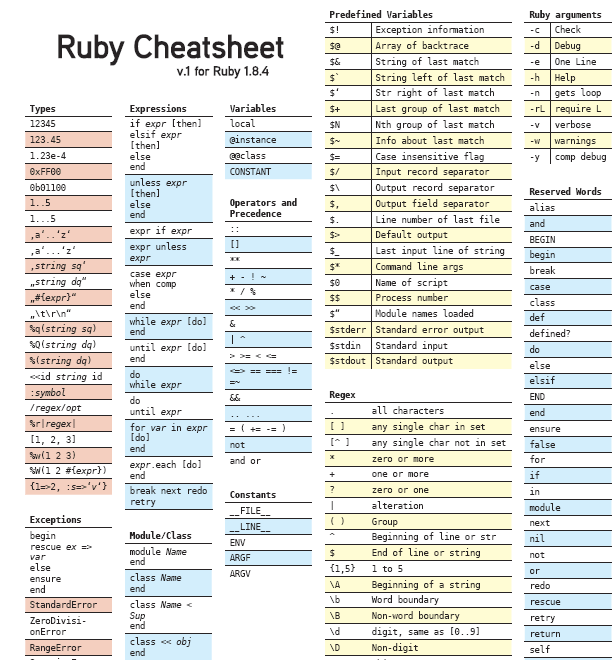 Ruby Cheatsheet
v.1 for Ruby 1.8.4
Types
12345
123.45
1.23e-4
0xFF00
0b01100
1..5
1...5
‚a‘..‘z‘
‚a‘...‘z‘
‚string sq‘
„string dq“
„#{expr}“
„\t\r\n“
%q(string sq)
%Q(string dq)
%(string dq)
<<id string id
:symbol
/regex/opt
%r|regex|
[1, 2, 3]
%w(1 2 3)
%W(1 2 #{expr})
{1=>2, :s=>‘v‘}
Exceptions
begin
rescue ex =>
var
else
ensure
end
StandardError
ZeroDivisi-
onError
RangeError
Expressions
if expr [then]
elsif expr
[then]
else
end
unless expr
[then]
else
end
expr if expr
expr unless
expr
case expr
when comp
else
end
while expr [do]
end
until expr [do]
end
do
while expr
do
until expr
for var in expr
[do]
end
expr.each [do]
end
break next redo
retry
Module/Class
module Name
end
class Name
end
class Name <
Sup
end
class << obj
end
Variables
local
@instance
@@class
CONSTANT
Operators and
Precedence
::
[]
**
+ - ! ~
* / %
<< >>
&
| ^
> >= < <=
<=> == === !=
=~
&&
.. ...
= ( += -= )
not
and or
Constants
__FILE__
__LINE__
ENV
ARGF
ARGV
Predefined Variables
$! Exception information
$@ Array of backtrace
$& String of last match
$` String left of last match
$‘ Str right of last match
$+ Last group of last match
$N Nth group of last match
$~ Info about last match
$= Case insensitive flag
$/ Input record separator
$\ Output record separator
$, Output field separator
$. Line number of last file
$> Default output
$_ Last input line of string
$* Command line args
$0 Name of script
$$ Process number
$“ Module names loaded
$stderr Standard error output
$stdin Standard input
$stdout Standard output
Regex
. all characters
[ ] any single char in set
[^ ] any single char not in set
* zero or more
+ one or more
? zero or one
| alteration
( ) Group
^ Beginning of line or str
$ End of line or string
{1,5} 1 to 5
\A Beginning of a string
\b Word boundary
\B Non-word boundary
\d digit, same as [0..9]
\D Non-digit
Ruby arguments
-c Check
-d Debug
-e One Line
-h Help
-n gets loop
-rL require L
-v verbose
-w warnings
-y comp debug
Reserved Words
alias
and
BEGIN
begin
break
case
class
def
defined?
do
else
elsif
END
end
ensure
false
for
if
in
module
next
nil
not
or
redo
rescue
retry
return
self